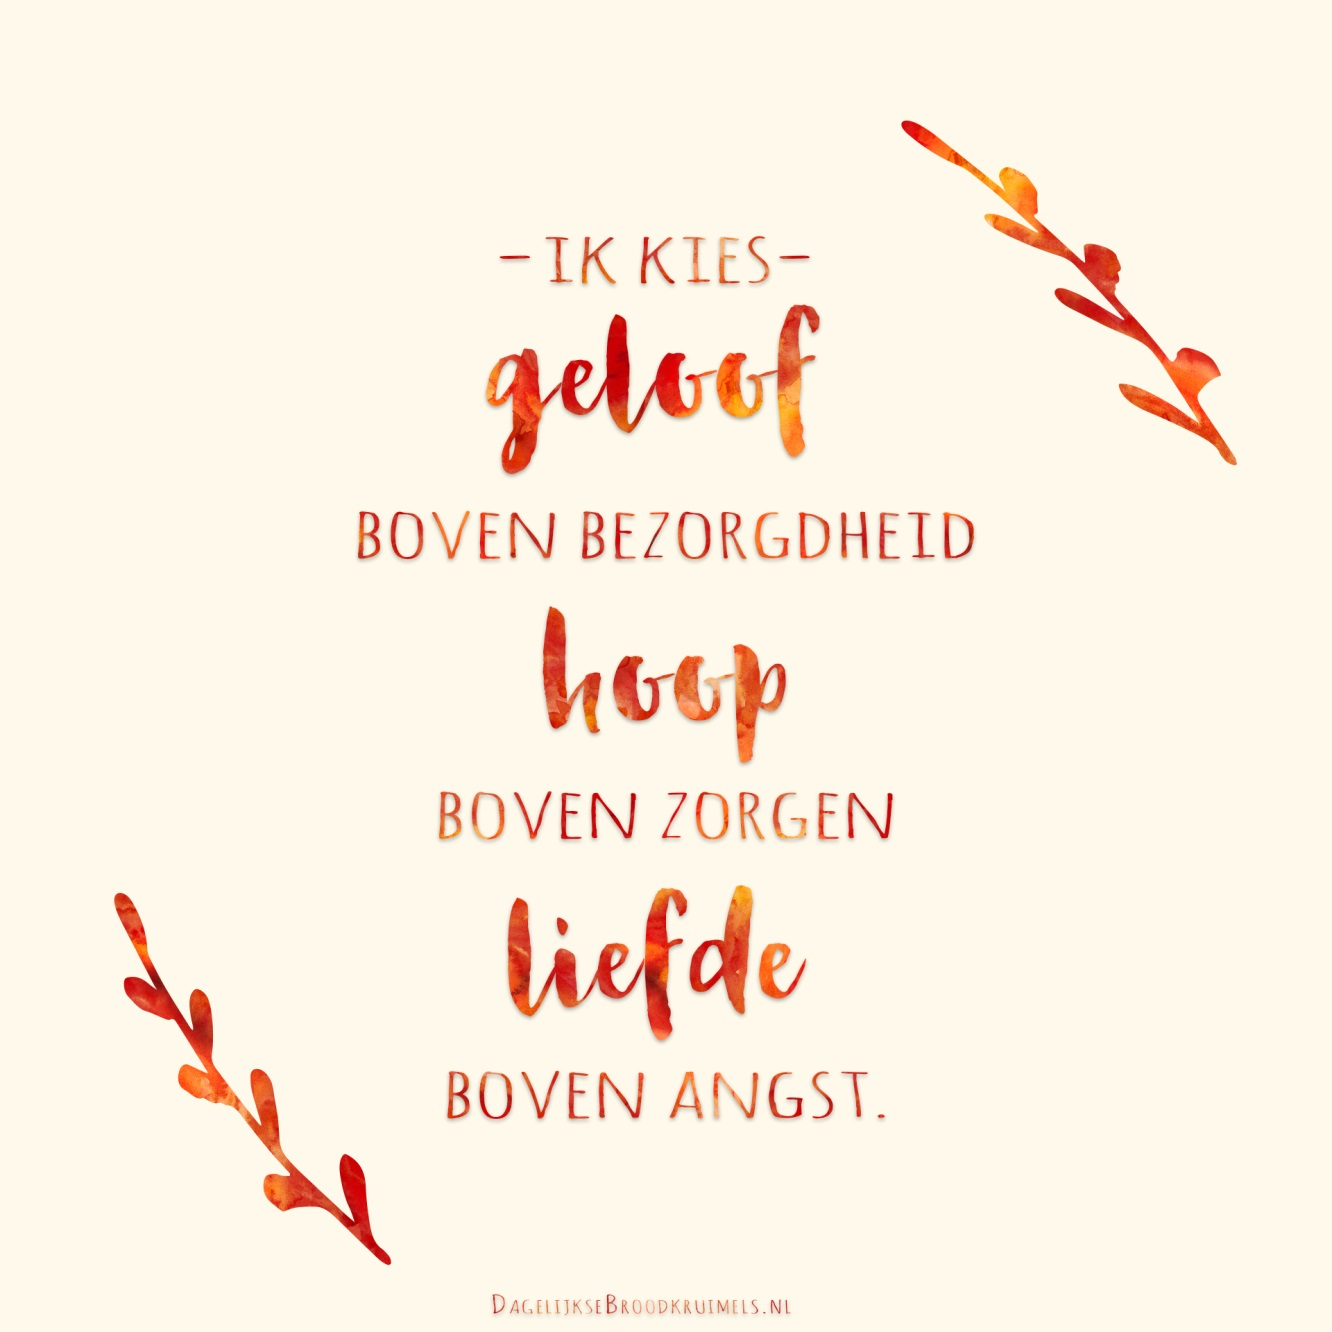 -IK KIES-
geloof
BOVEN BEZORGDHEID
hoop
BOVEN ZORGEN
liefde
BOVEN ANGST.
DAGELIJKSEBROODKRUIMELS.NL